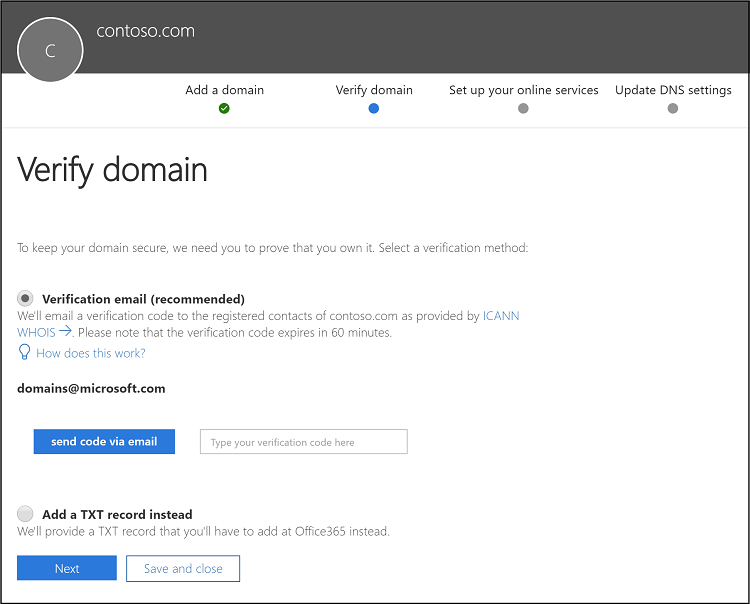 contoso.com
C
Add a domain
Verify domain
Set up your online services
Update DNS settings
Verify domain
To keep your domain secure, we need you to prove that you own it. Select a verification method:
Verification email (recommended)
We'll email a verification code to the registered contacts of contoso.com as provided by ICANN
WHOIS →. Please note that the verification code expires in 60 minutes.
How does this work?
domains@microsoft.com
send code via email
Type your verification code here
Add a TXT record instead
We'll provide a TXT record that you'll have to add at Office365 instead.
Next
Save and close